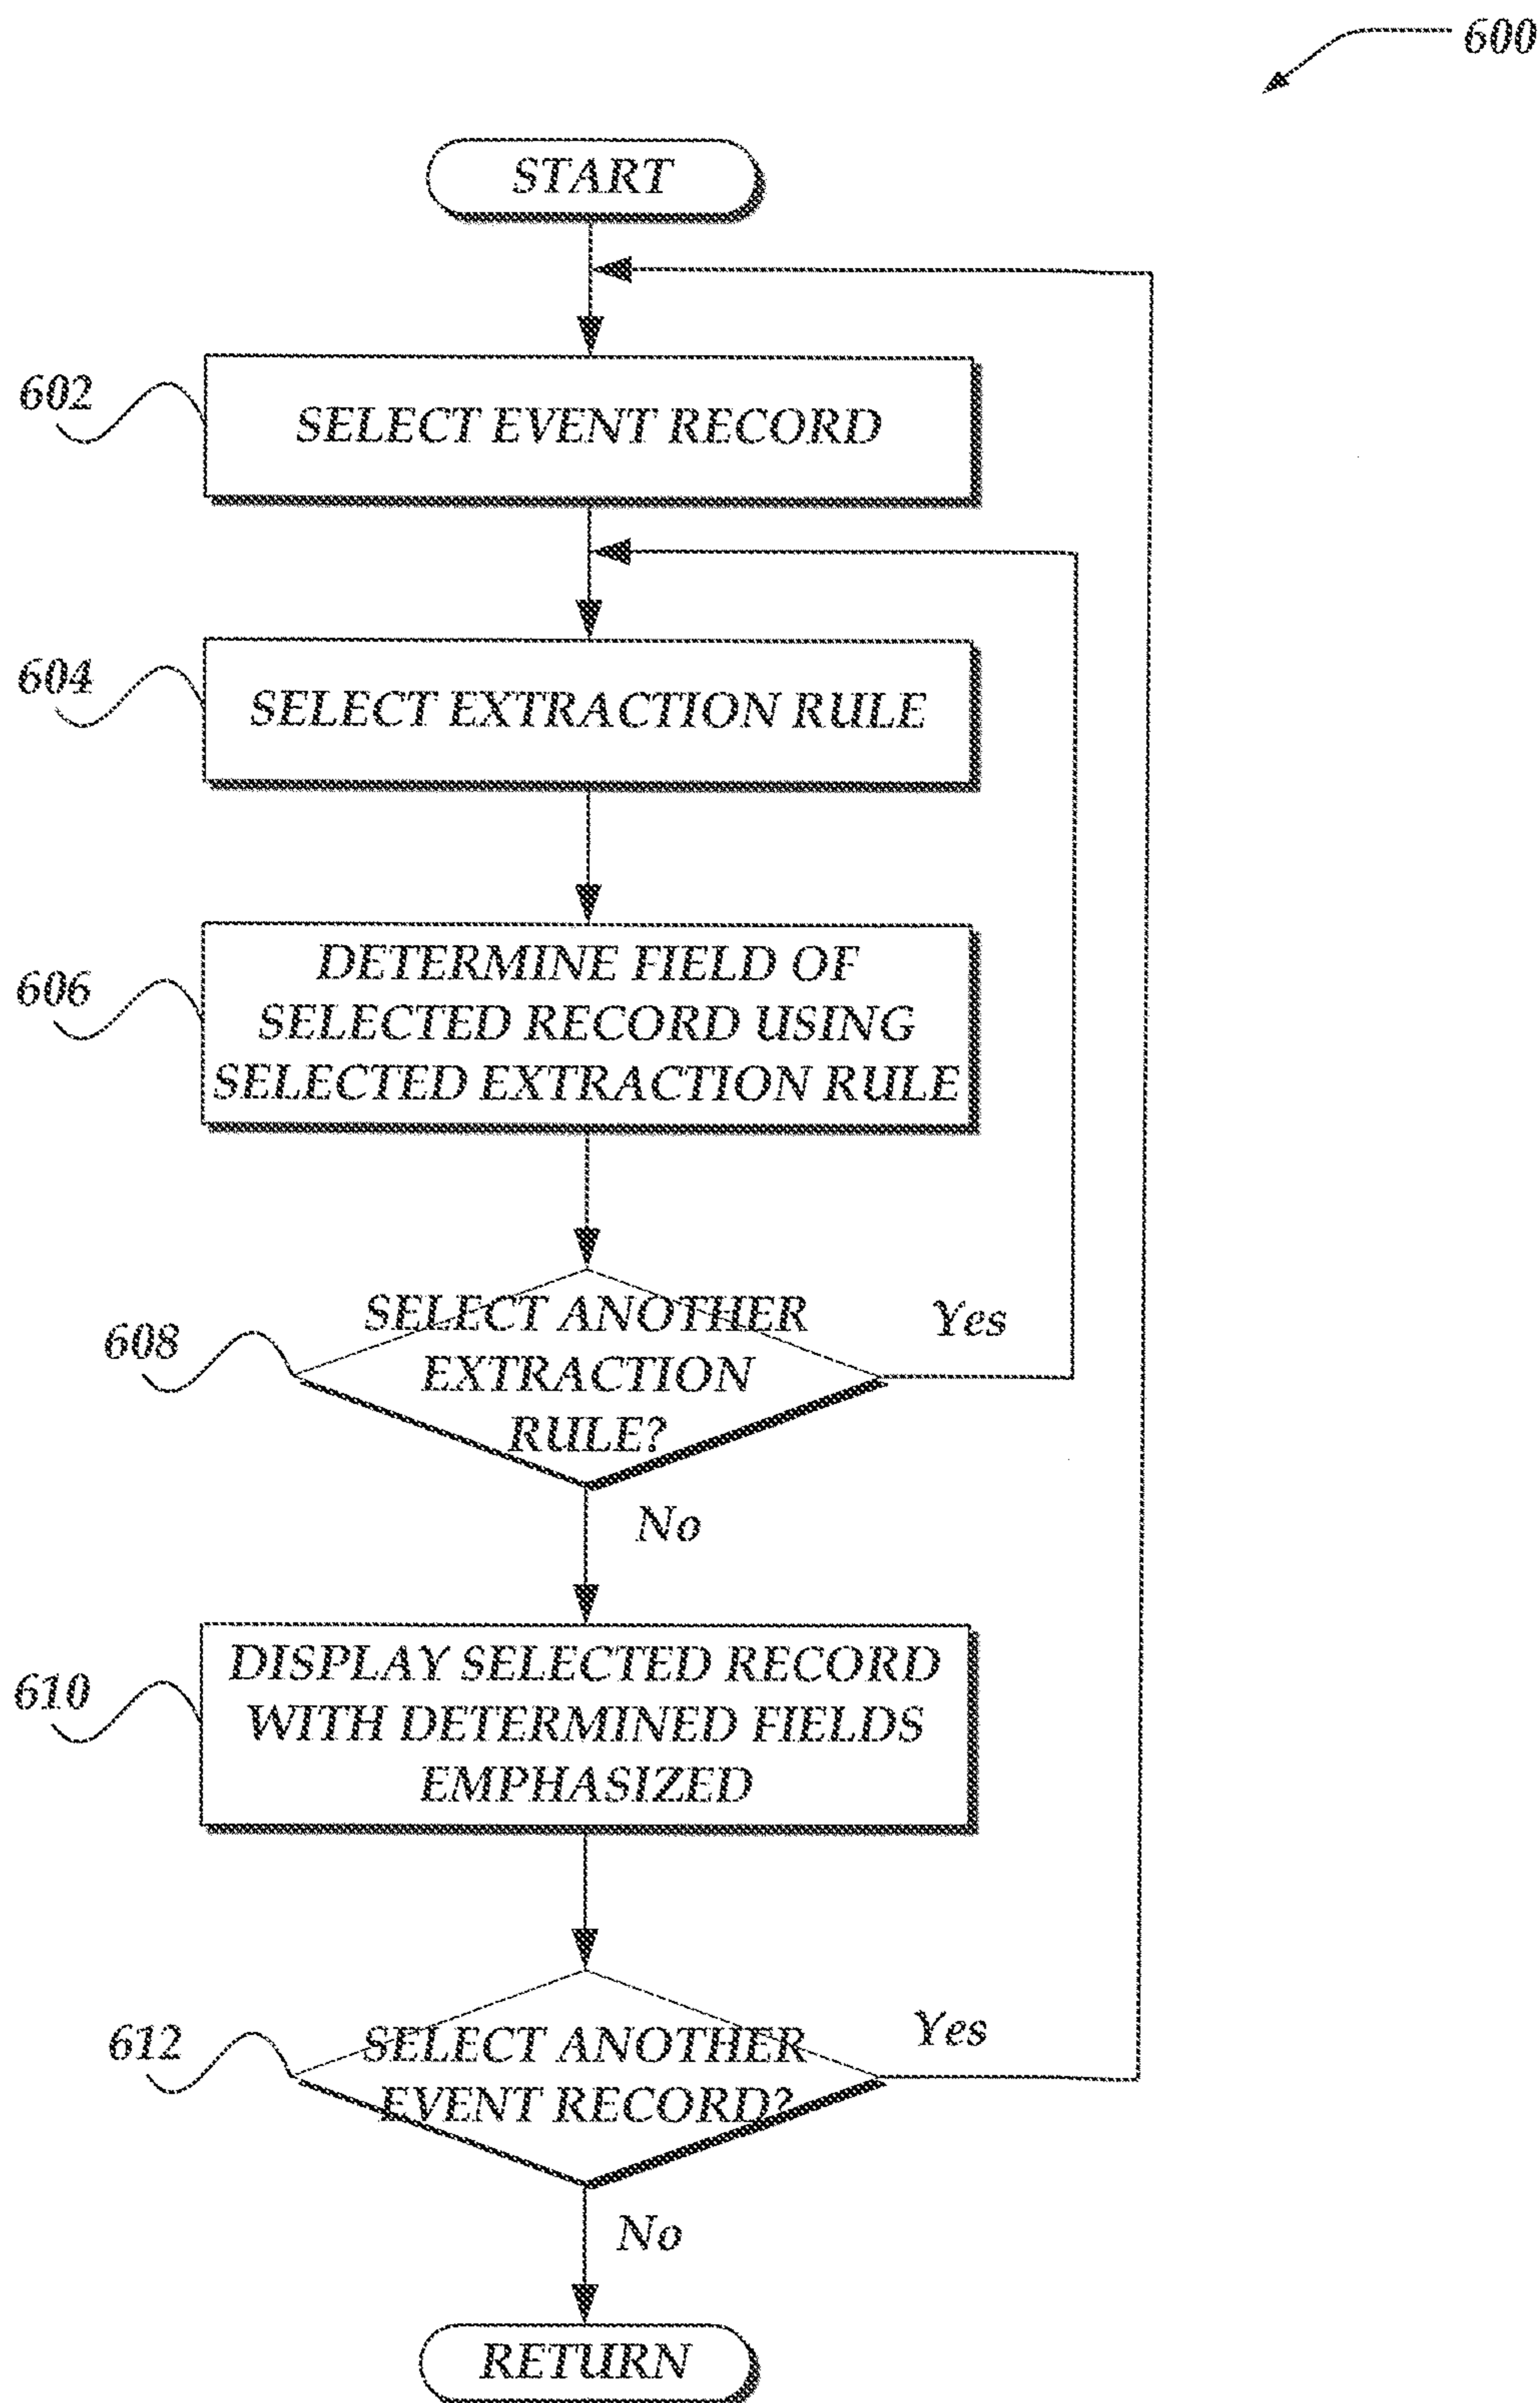 600
START
602
SELECT EVENT RECORD
604
SELECT EXTRACTION RULE
606
DETERMINE FIELD OF
SELECTED RECORD USING
SELECTED EXTRACTION RULE
608
SELECT ANOTHER
EXTRACTION
RULE?
Yes
No
610
DISPLAY SELECTED RECORD
WITH DETERMINED FIELDS
EMPHASIZED
612
SELECT ANOTHER
EVENT RECORD?
Yes
No
RETURN